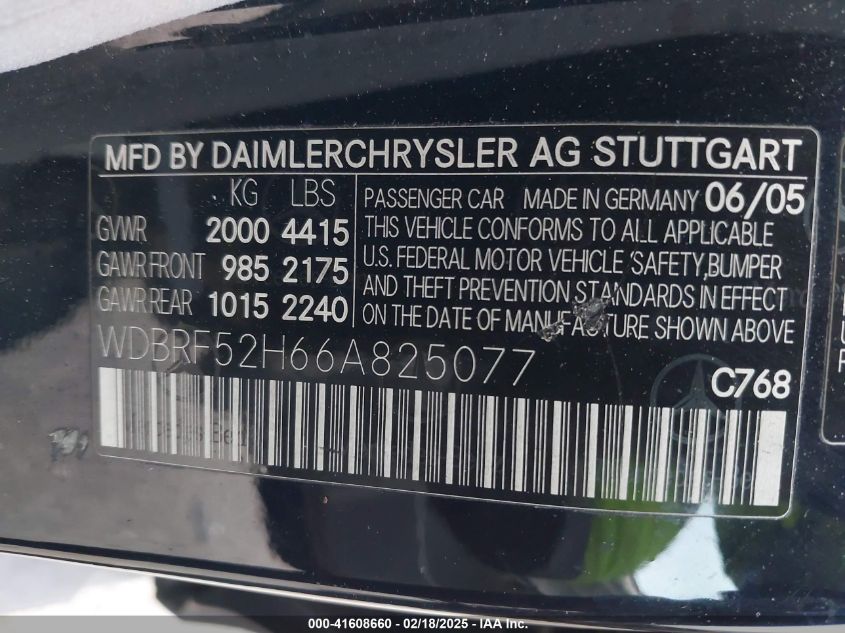 MFD BY DAIMLERCHRYSLER AG STUTTGART
KG LBS
GVWR 2000 4415
GAWR FRONT 985 2175
GAWR REAR 1015 2240
PASSENGER CAR MADE IN GERMANY 06/05
THIS VEHICLE CONFORMS TO ALL APPLICABLE
U.S. FEDERAL MOTOR VEHICLE SAFETY,BUMPER
AND THEFT PREVENTION STANDARDS IN EFFECT
ON THE DATE OF MANUFACTURE SHOWN ABOVE
WDBRF52H66A825077
C768
000-41608660 - 02/18/2025 - IAA Inc.